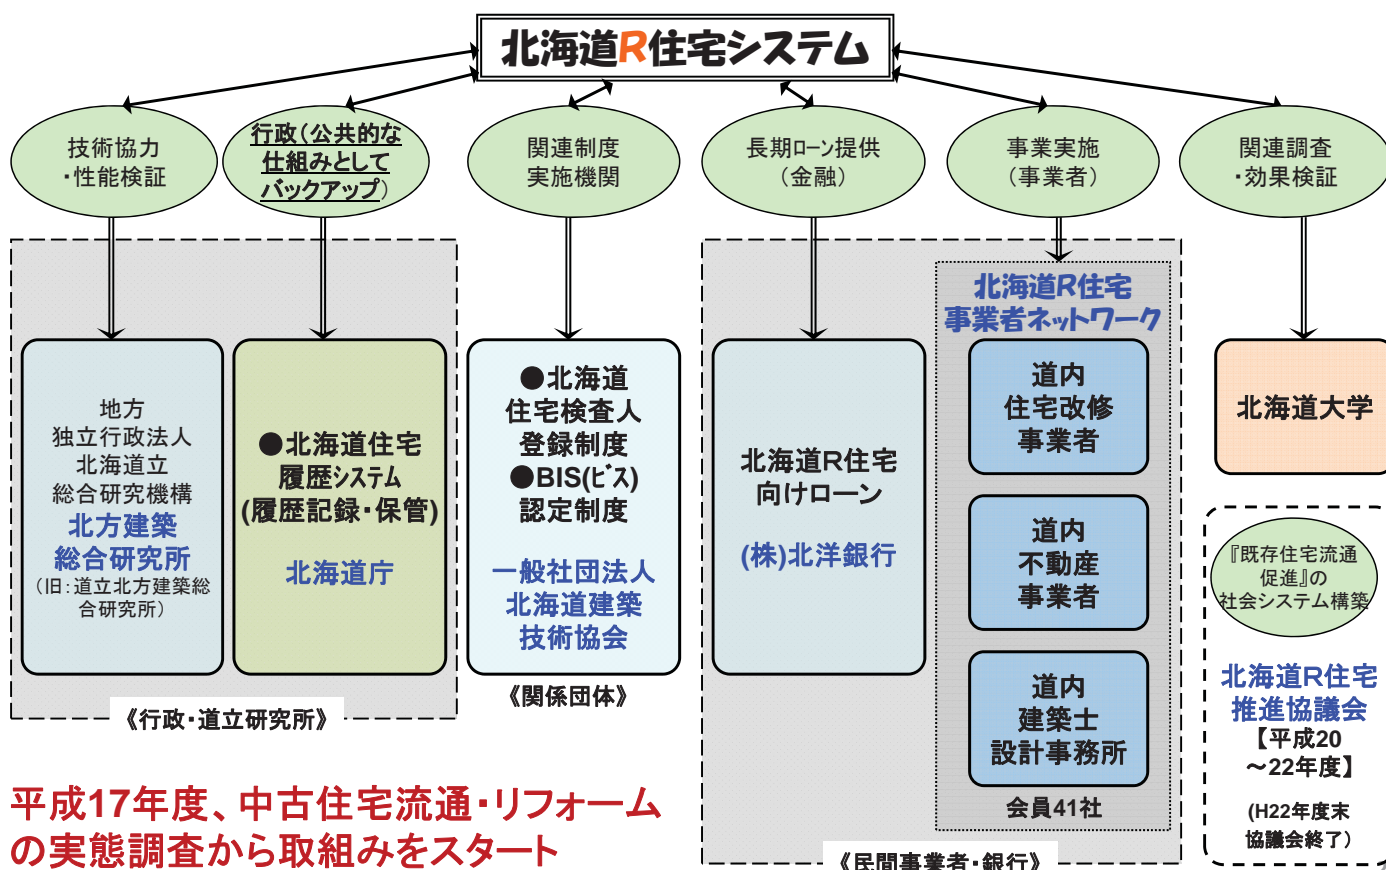 北海道R住宅システム
技術協力
・性能検証
行政（公共的な
仕組みとして
バックアップ）
関連制度
実施機関
長期ローン提供
（金融）
事業実施
（事業者）
関連調査
・効果検証
地方
独立行政法人
北海道立
総合研究機構
北方建築
総合研究所
（旧：道立北方建築総
合研究所）
●北海道住宅
履歴システム
(履歴記録・保管)
北海道庁
《行政・道立研究所》
●北海道
住宅検査人
登録制度
●BIS(ﾋﾞｽ)
認定制度
一般社団法人
北海道建築
技術協会
《関係団体》
北海道R住宅
向けローン
(株)北洋銀行
北海道R住宅
事業者ネットワーク
道内
住宅改修
事業者
道内
不動産
事業者
道内
建築士
設計事務所
会員41社
《民間事業者・銀行》
北海道大学
『既存住宅流通
促進』の
社会システム構築
北海道R住宅
推進協議会
【平成20
～22年度】
(H22年度末
協議会終了）
平成17年度、中古住宅流通・リフォーム
の実態調査から取組みをスタート